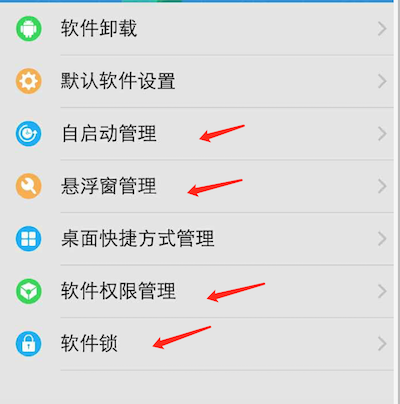 软件卸载
默认软件设置
自启动管理
悬浮窗管理
桌面快捷方式管理
软件权限管理
软件锁